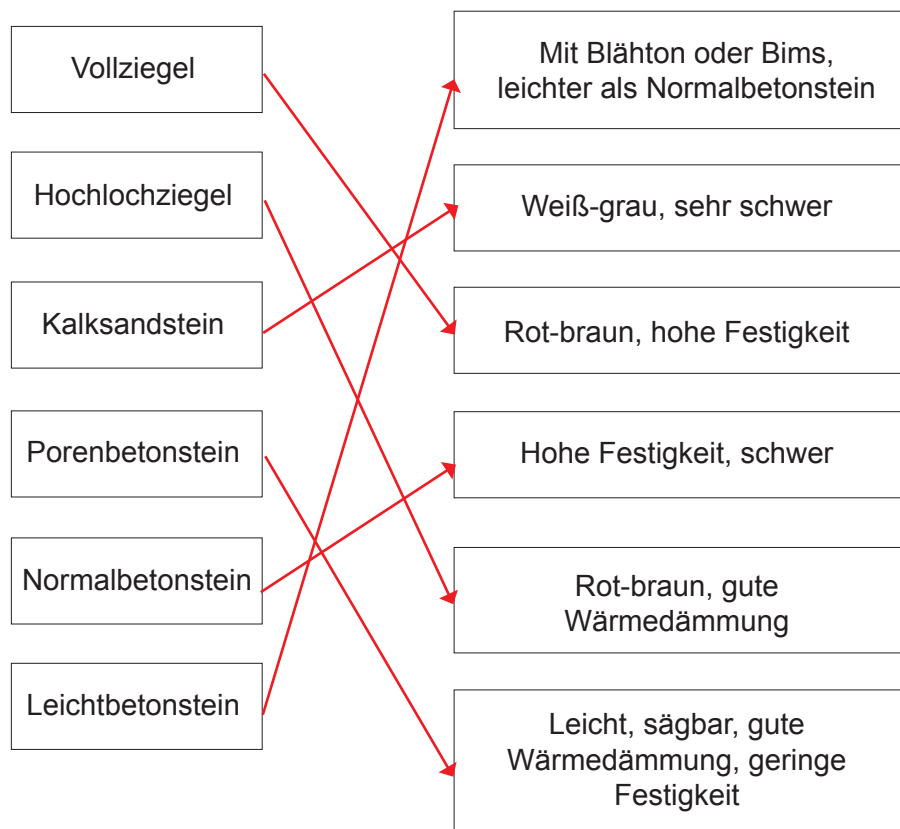 Vollziegel
Hochlochziegel
Kalksandstein
Porenbetonstein
Normalbetonstein
Leichtbetonstein
Mit Blähton oder Bims,
leichter als Normalbetonstein
Weiß-grau, sehr schwer
Rot-braun, hohe Festigkeit
Hohe Festigkeit, schwer
Rot-braun, gute
Wärmedämmung
Leicht, sägbar, gute
Wärmedämmung, geringe
Festigkeit